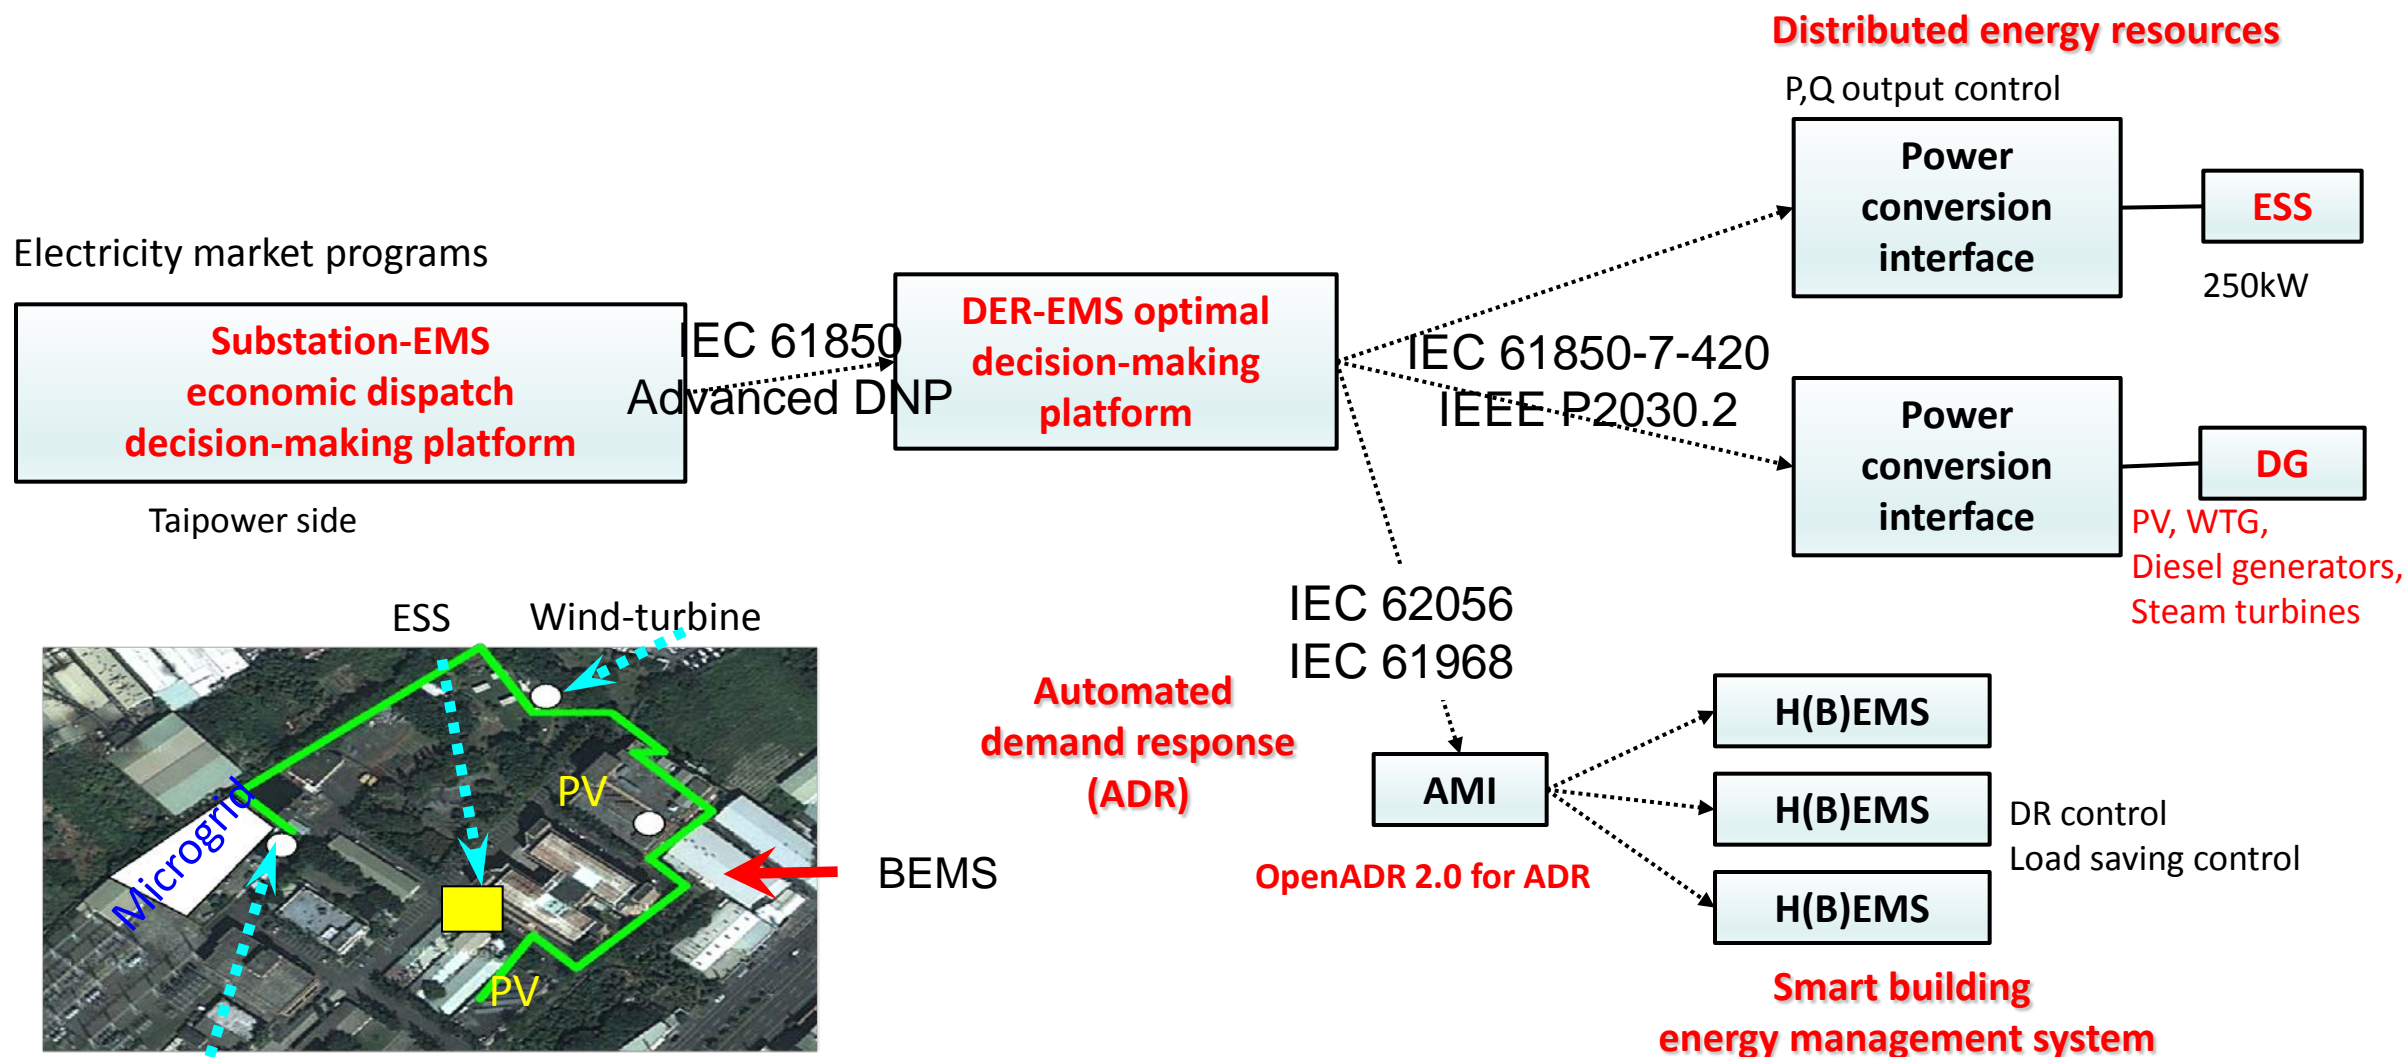 Distributed energy resources
P,Q output control
Power
conversion
interface
ESS
250kW
Electricity market programs
Substation-EMS
economic dispatch
decision-making platform
Taipower side
IEC 61850
Advanced DNP
DER-EMS optimal
decision-making
platform
IEC 61850-7-420
IEEE P2030.2
Power
conversion
interface
DG
PV, WTG,
Diesel generators,
Steam turbines
IEC 62056
IEC 61968
Automated
demand response
(ADR)
AMI
OpenADR 2.0 for ADR
H(B)EMS
H(B)EMS
H(B)EMS
DR control
Load saving control
Smart building
energy management system
ESS
Wind-turbine
PV
Microgrid
BEMS
PV